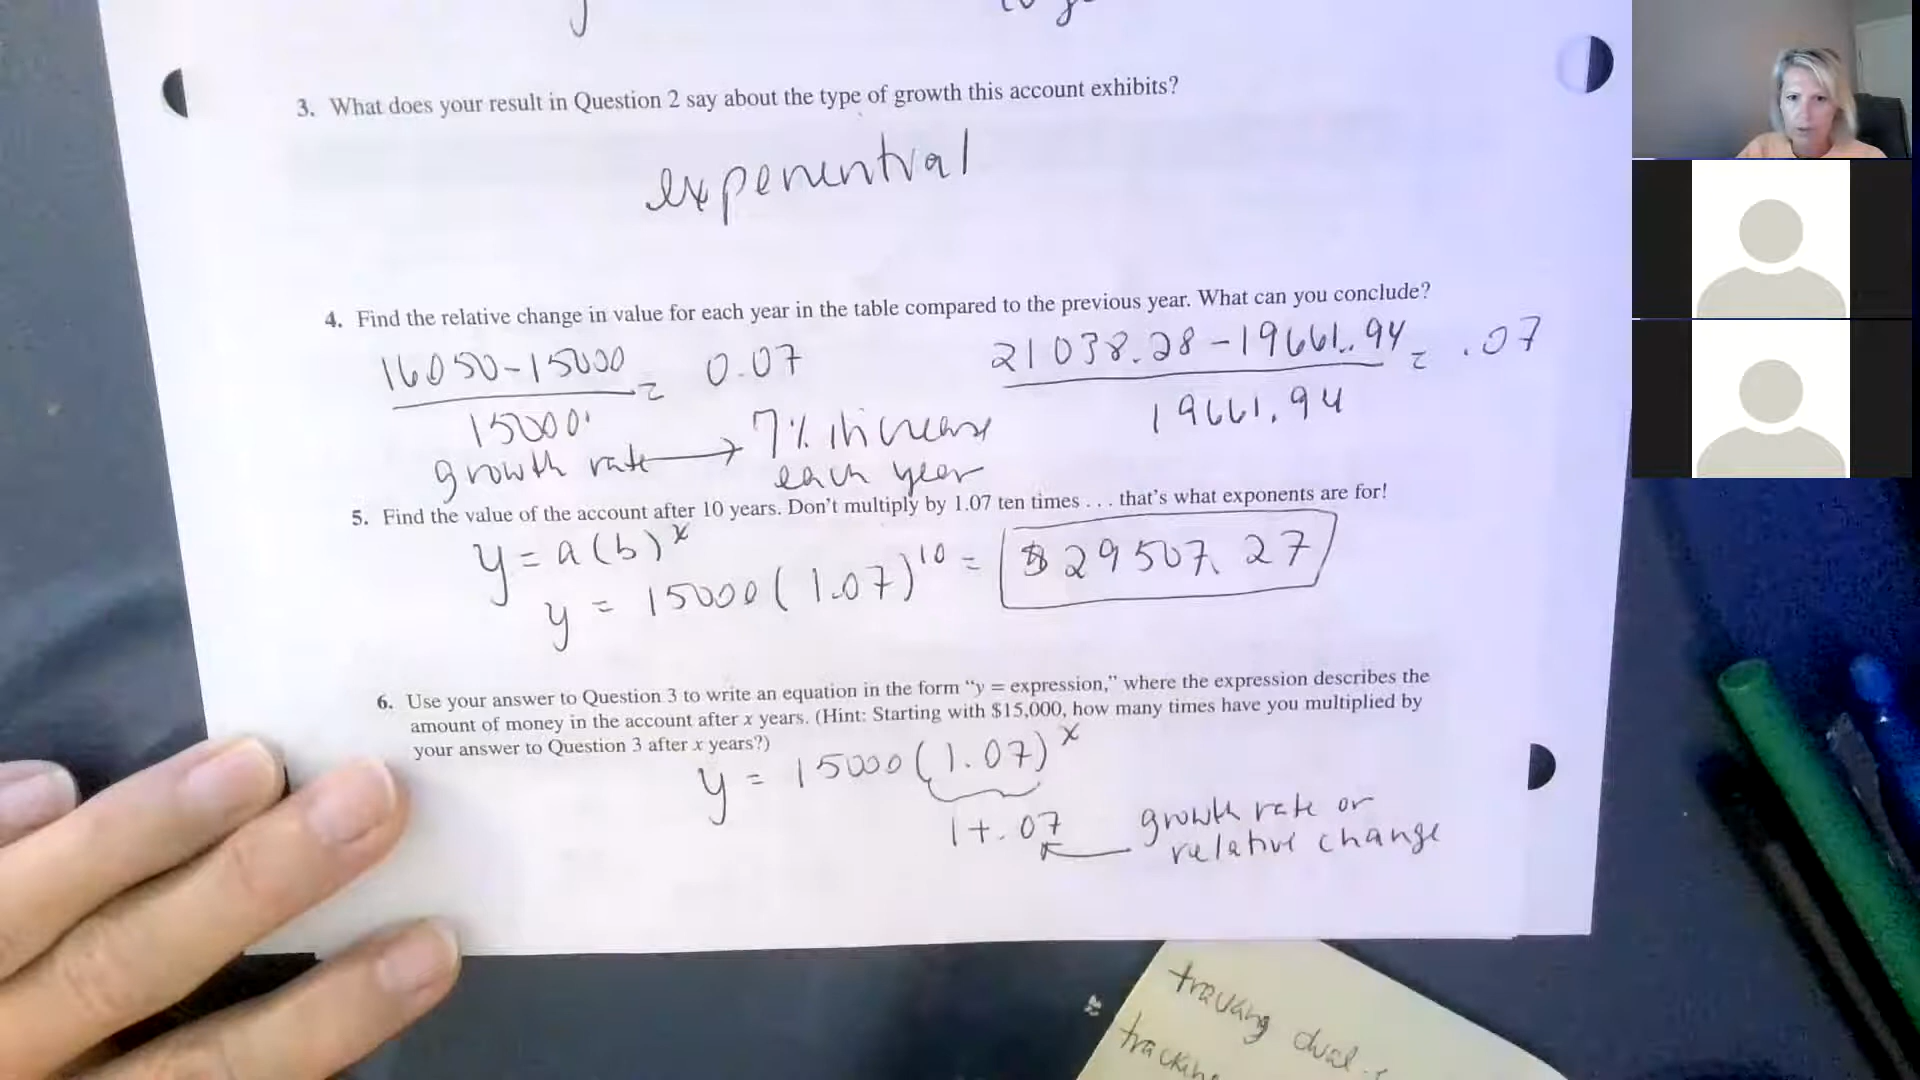 3. What does your result in Question 2 say about the type of growth this account exhibits?
exponential
4. Find the relative change in value for each year in the table compared to the previous year. What can you conclude?
16050-15000 = 0.07
15000
21038.28-19661.94 = .07
19661.94
growth rate → 7% increase
each year
5. Find the value of the account after 10 years. Don't multiply by 1.07 ten times . . . that's what exponents are for!
y = a(b)^x
y = 15000(1.07)^10 = $29507.27
6. Use your answer to Question 3 to write an equation in the form “y = expression,” where the expression describes the
amount of money in the account after x years. (Hint: Starting with $15,000, how many times have you multiplied by
your answer to Question 3 after x years?)
y = 15000(1.07)^x
1+.07 ← growth rate or
relative change
dual